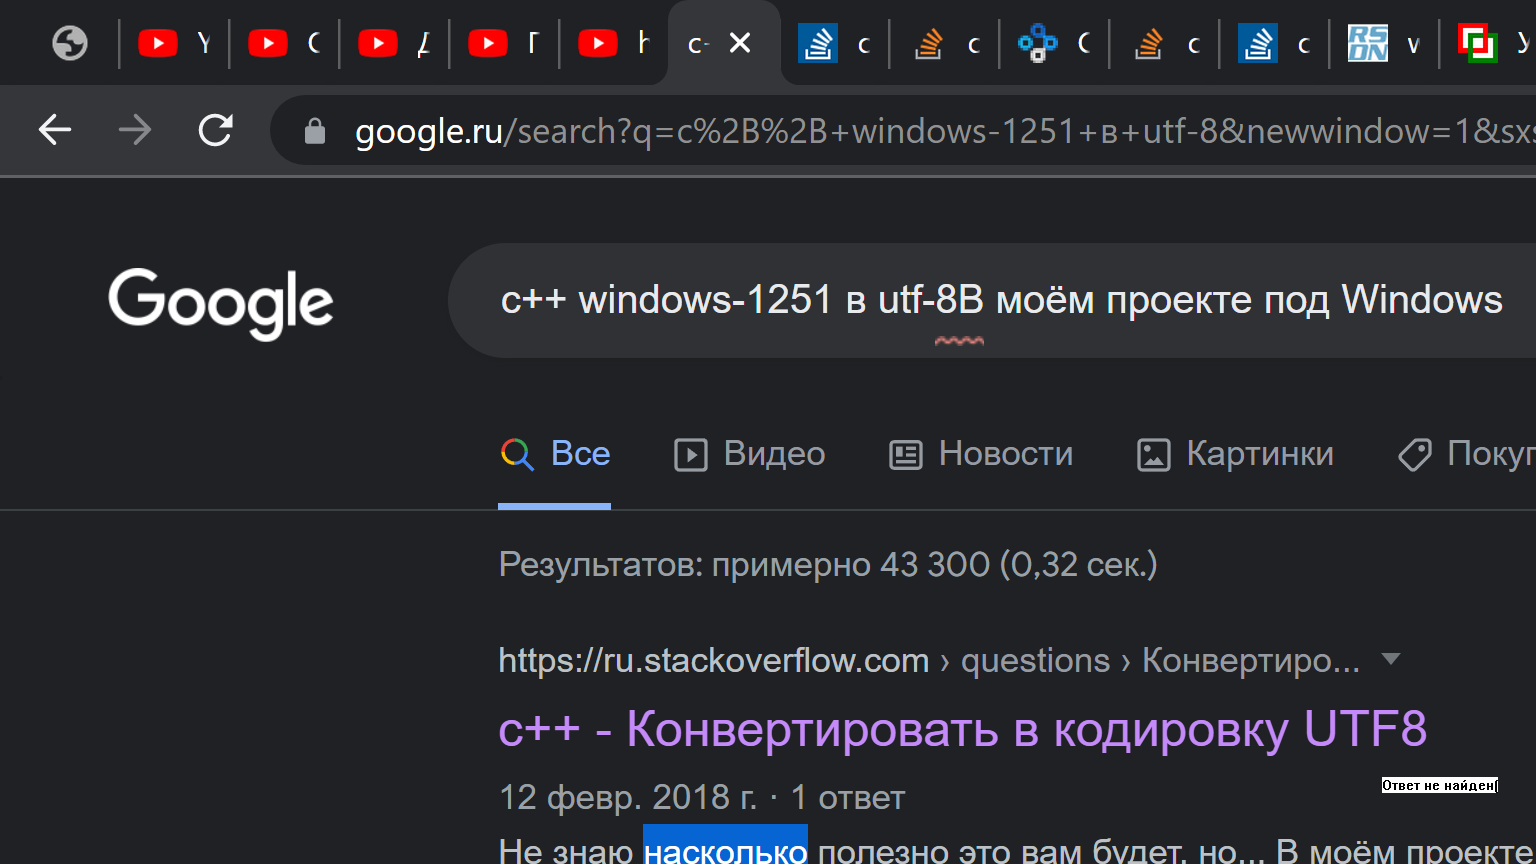 google.ru/search?q=c%2B%2B+windows-1251+в+utf-8&newwindow=1&sxs
Google
c++ windows-1251 в utf-8В моём проекте под Windows
Все Видео Новости Картинки Покуп
Результатов: примерно 43 300 (0,32 сек.)
https://ru.stackoverflow.com › questions › Конвертиро...
c++ - Конвертировать в кодировку UTF8
12 февр. 2018 г. · 1 ответ
Ответ не найден(
Не знаю насколько полезно это вам будет, но... В моём проекте